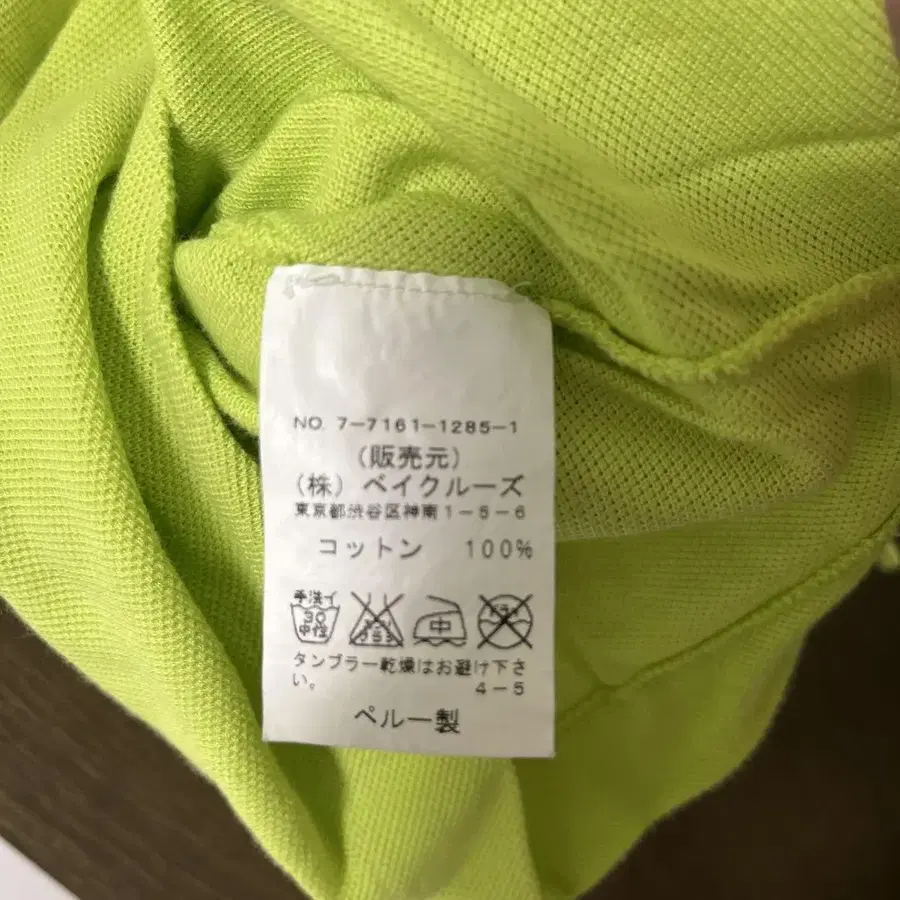 NO. 7-7161-1285-1
(販売元)
(株) ベイクルーズ
東京都渋谷区神南1-5-6
コットン 100%
手洗イ
30
中性
中
タンブラー乾燥はお避け下さ
い。
4-5
ペルー製